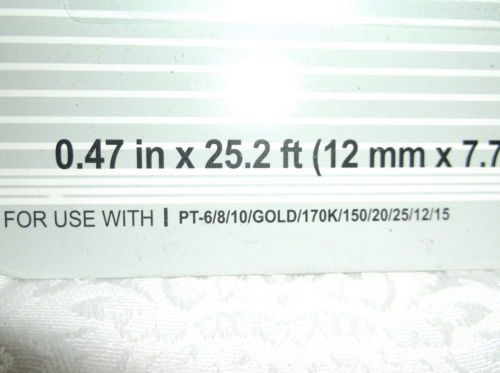 0.47 in x 25.2 ft (12 mm x 7.7
FOR USE WITH | PT-6/8/10/GOLD/170K/150/20/25/12/15